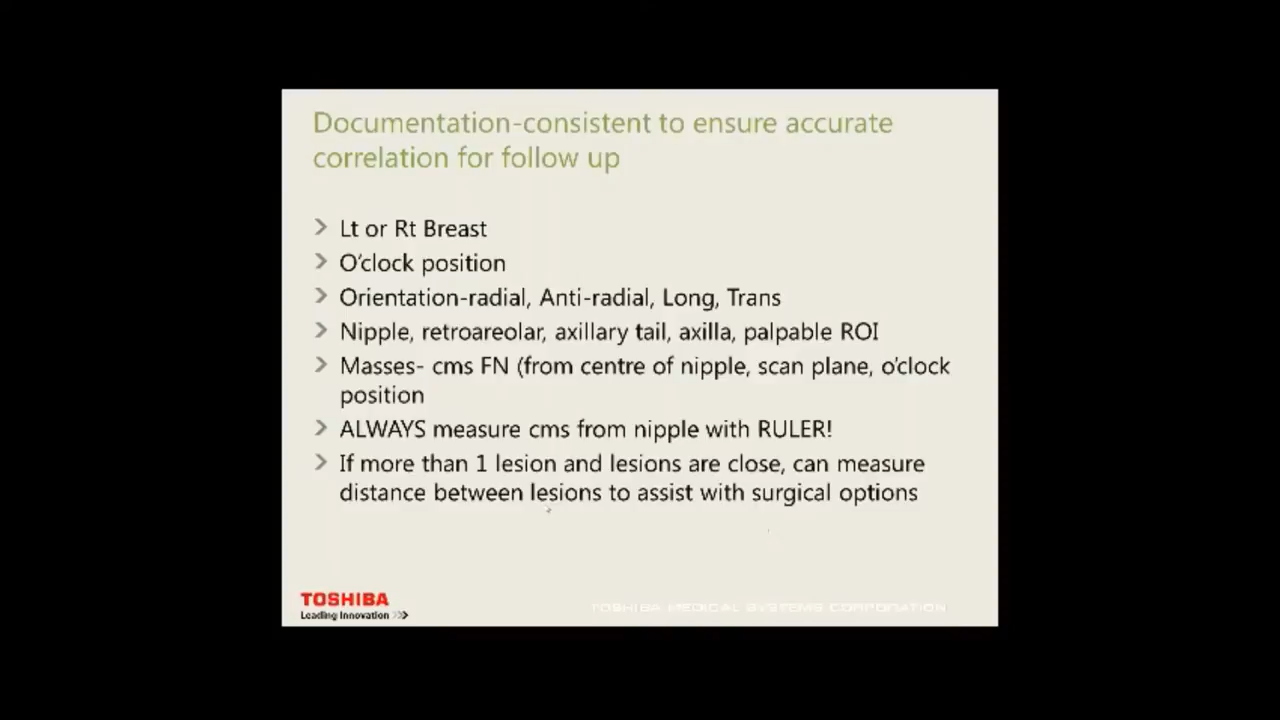 Documentation-consistent to ensure accurate
correlation for follow up
Lt or Rt Breast
O'clock position
Orientation-radial, Anti-radial, Long, Trans
Nipple, retroareolar, axillary tail, axilla, palpable ROI
Masses- cms FN (from centre of nipple, scan plane, o'clock
position
ALWAYS measure cms from nipple with RULER!
If more than 1 lesion and lesions are close, can measure
distance between lesions to assist with surgical options
TOSHIBA
Leading Innovation >>>
TOSHIBA MEDICAL SYSTEMS CORPORATION